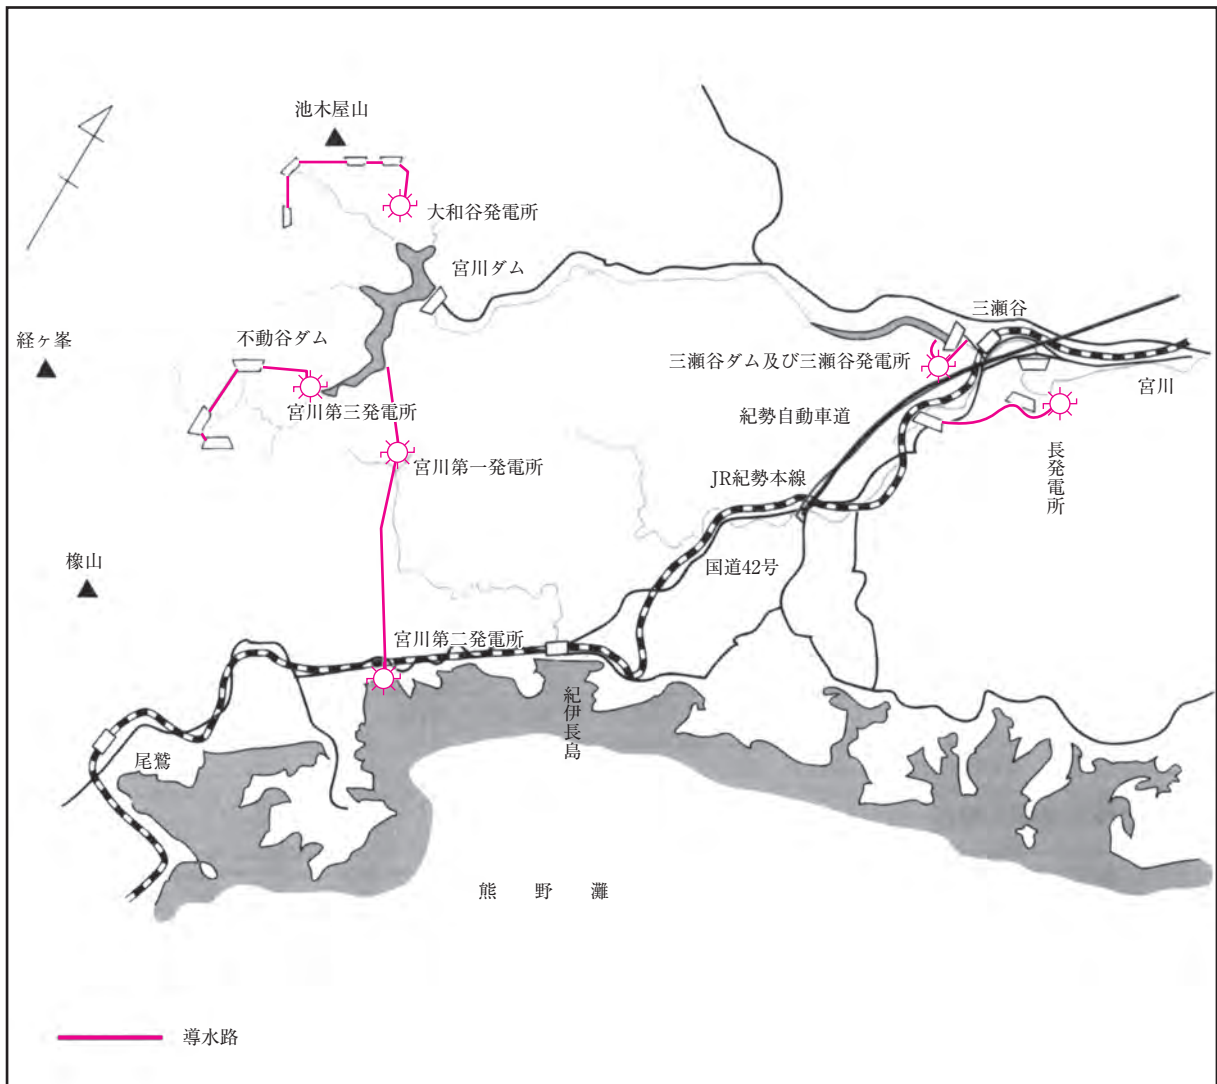 池木屋山
大和谷発電所
宮川ダム
三瀬谷
経ヶ峯
不動谷ダム
三瀬谷ダム及び三瀬谷発電所
宮川
宮川第三発電所
紀勢自動車道
長発電所
宮川第一発電所
JR紀勢本線
橡山
国道42号
宮川第二発電所
紀伊長島
尾鷲
熊野灘
導水路